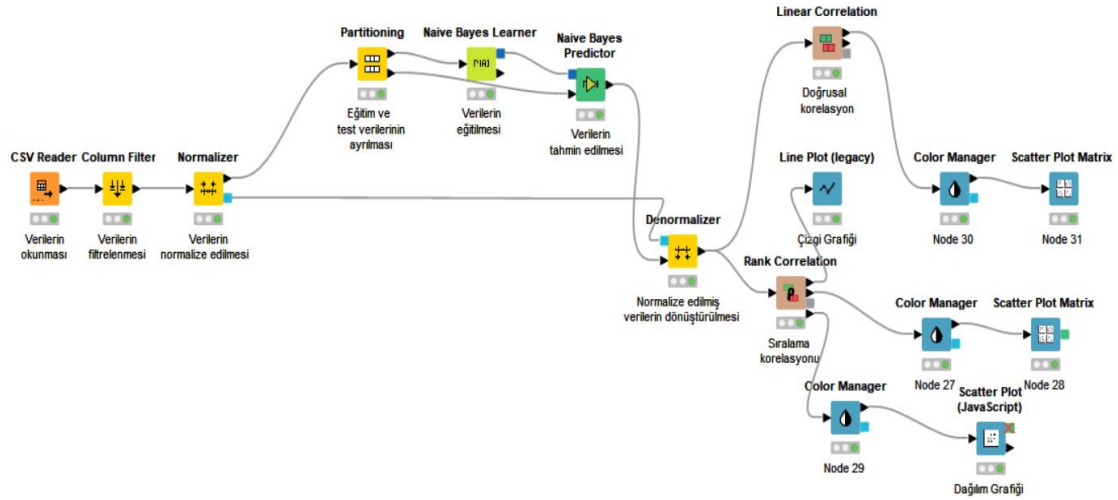 Linear Correlation
Doğrusal
korelasyon
Partitioning
Eğitim ve
test verilerinin
ayrılması
Naive Bayes Learner
Verilerin
eğitilmesi
Naive Bayes
Predictor
Verilerin
tahmin edilmesi
CSV Reader
Verilerin
okunması
Column Filter
Verilerin
filtrelenmesi
Normalizer
Verilerin
normalize edilmesi
Denormalizer
Normalize edilmiş
verilerin dönüştürülmesi
Line Plot (legacy)
Çizgi Grafiği
Color Manager
Node 30
Scatter Plot Matrix
Node 31
Rank Correlation
Sıralama
korelasyonu
Color Manager
Node 27
Scatter Plot Matrix
Node 28
Color Manager
Node 29
Scatter Plot
(JavaScript)
Dağılım Grafiği